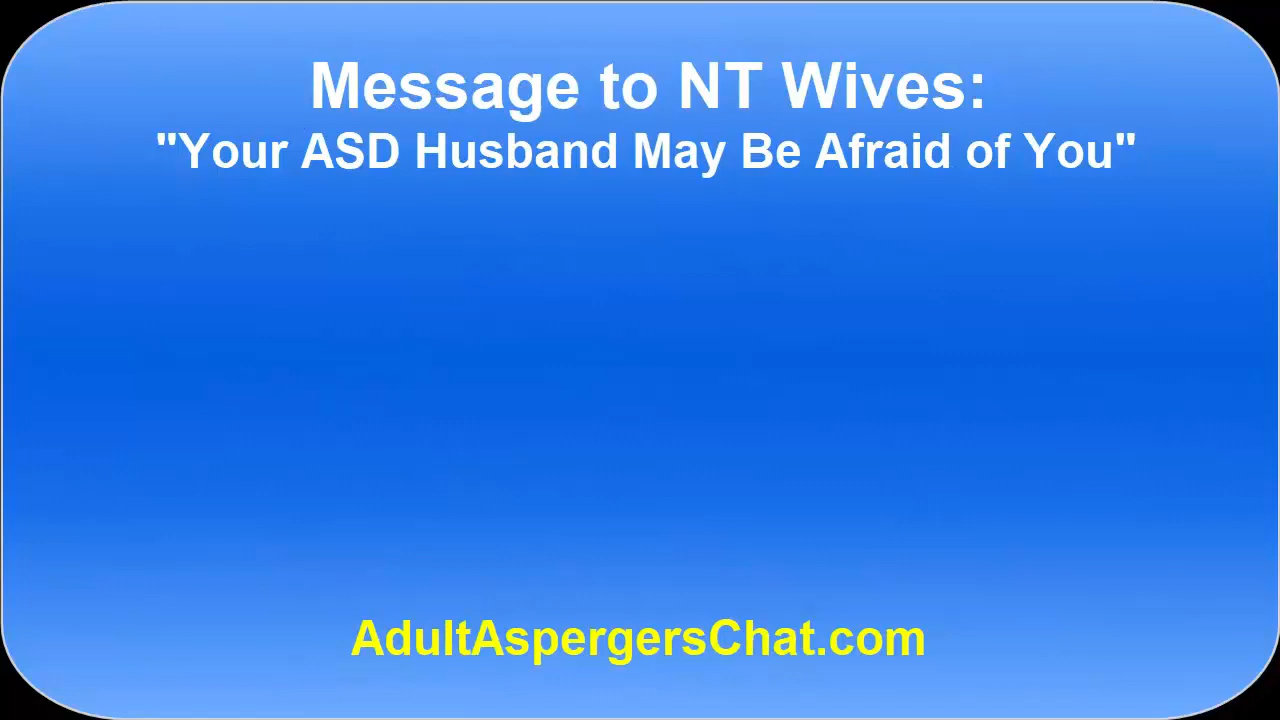 Message to NT Wives:
"Your ASD Husband May Be Afraid of You"
AdultAspergersChat.com